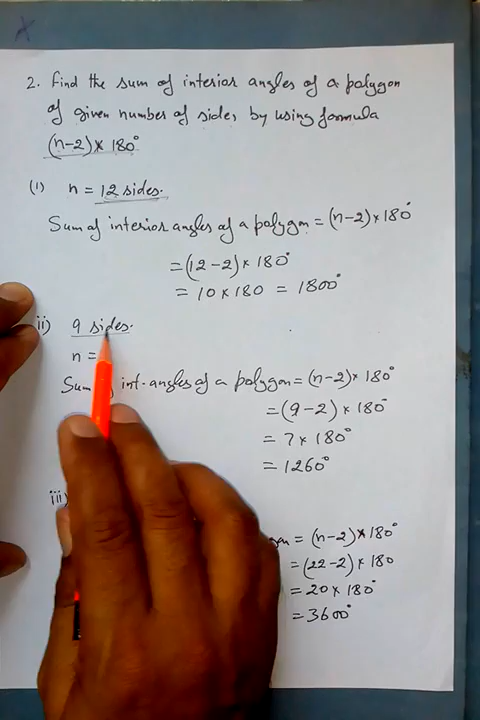 2. Find the sum of interior angles of a polygon
of given number of sides by using formula
(n-2)×180°
(i) n = 12 sides.
Sum of interior angles of a polygon = (n-2)×180°
= (12-2)×180°
= 10×180 = 1800°
ii) 9 sides.
n =
Sum int. angles of a polygon = (n-2)×180°
= (9-2)×180°
= 7×180°
= 1260°
iii)
= (n-2)×180°
= (22-2)×180
= 20×180°
= 3600°